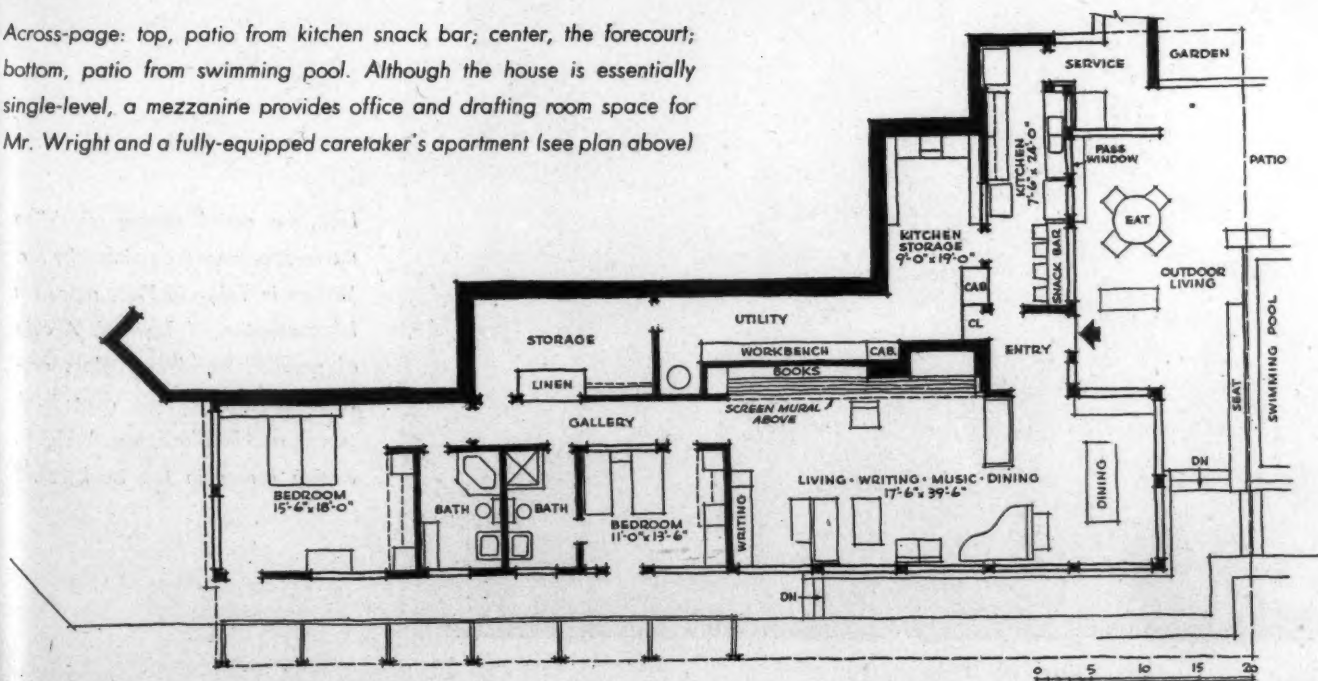 Across-page: top, patio from kitchen snack bar; center, the forecourt;
bottom, patio from swimming pool. Although the house is essentially
single-level, a mezzanine provides office and drafting room space for
Mr. Wright and a fully-equipped caretaker's apartment (see plan above)
SERVICE
GARDEN
KITCHEN
7'-6" x 24'-0"
PASS
WINDOW
PATIO
EAT
KITCHEN
STORAGE
9'-0" x 19'-0"
SNACK BAR
CAB
CL
OUTDOOR
LIVING
UTILITY
STORAGE
WORKBENCH
CAB.
ENTRY
BOOKS
LINEN
SCREEN MURAL
ABOVE
SEAT
SWIMMING POOL
GALLERY
BEDROOM
15'-6" x 18'-0"
BATH
BATH
BEDROOM
11'-0" x 13'-6"
WRITING
LIVING · WRITING · MUSIC · DINING
17'-6" x 39'-6"
DINING
DN
DN
0 5 10 15 20